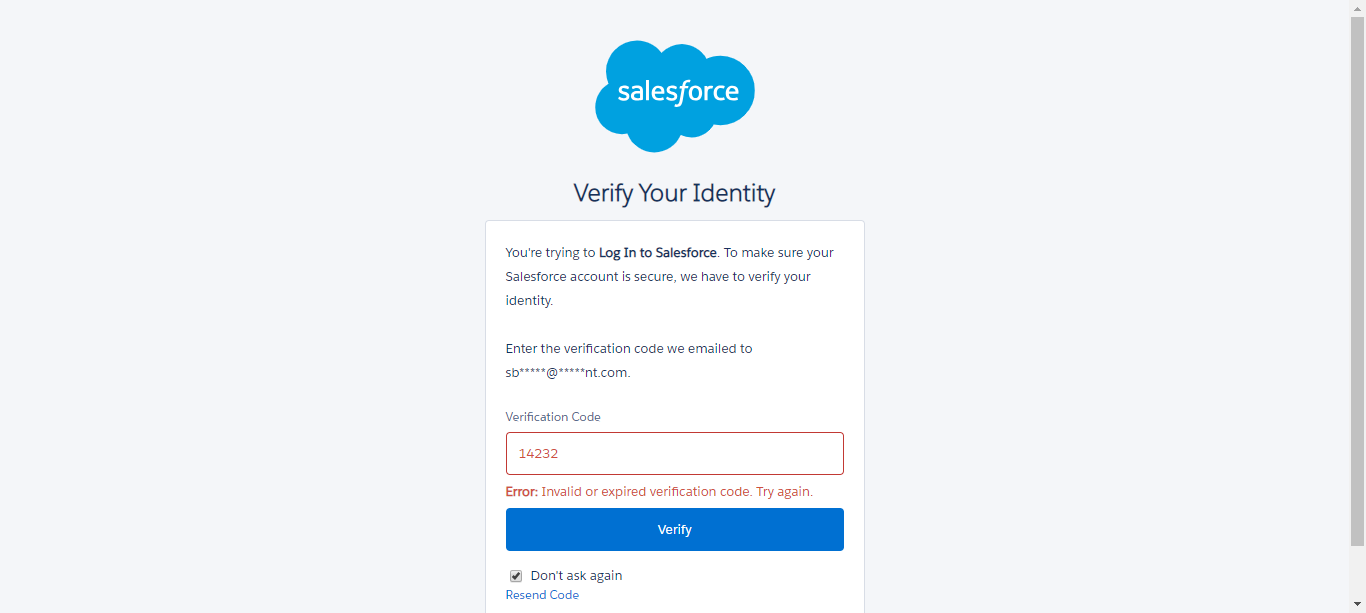 salesforce
Verify Your Identity
You're trying to Log In to Salesforce. To make sure your
Salesforce account is secure, we have to verify your
identity.
Enter the verification code we emailed to
sb*****@*****nt.com.
Verification Code
14232
Error: Invalid or expired verification code. Try again.
Verify
Don't ask again
Resend Code